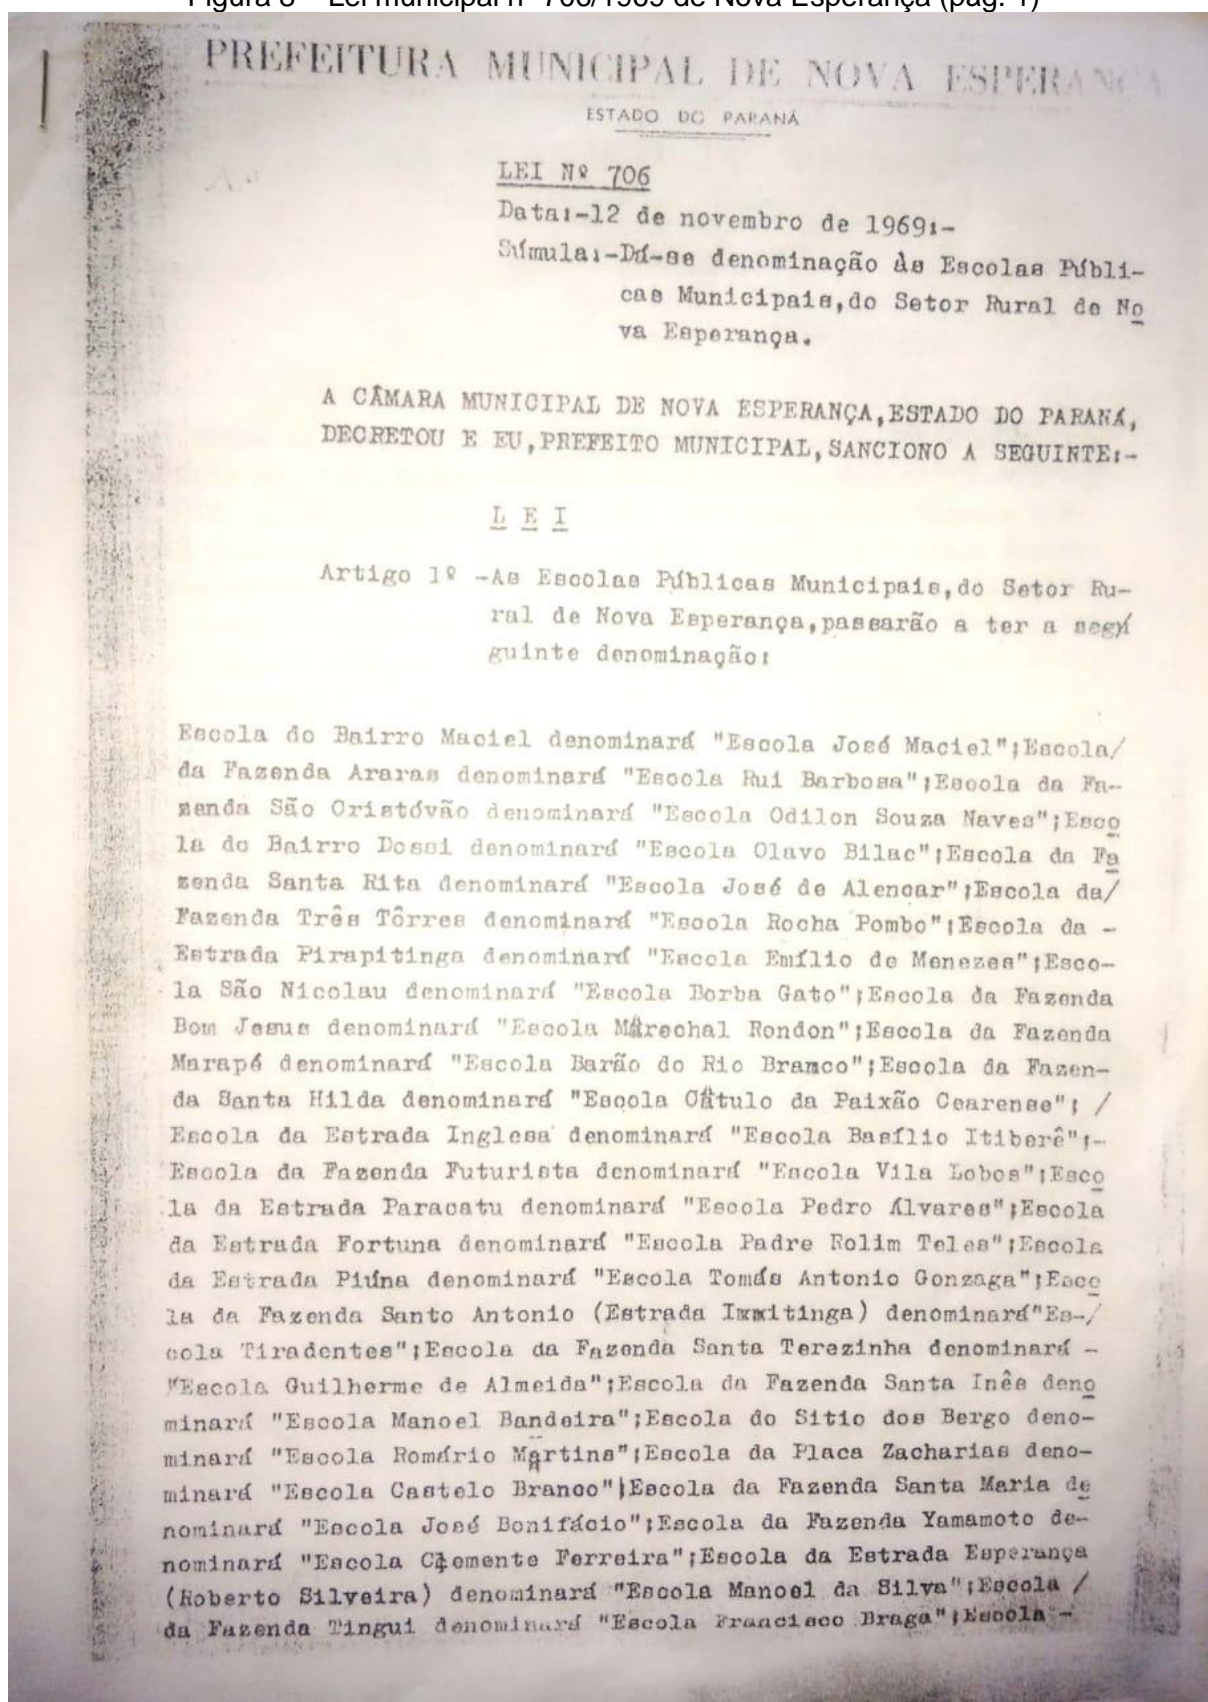 Figura 8 – Lei municipal nº 706/1969 de Nova Esperança (pág. 1)
PREFEITURA MUNICIPAL DE NOVA ESPERANÇA
ESTADO DO PARANÁ
LEI Nº 706
Data:-12 de novembro de 1969:-
Súmula:-Dá-se denominação às Escolas Públi-
cas Municipais,do Setor Rural de No
va Esperança.
A CÂMARA MUNICIPAL DE NOVA ESPERANÇA,ESTADO DO PARANÁ,
DECRETOU E EU,PREFEITO MUNICIPAL,SANCIONO A SEGUINTE:-
L E I
Artigo 1º -As Escolas Públicas Municipais,do Setor Ru-
ral de Nova Esperança,passarão a ter a
guinte denominação:
Escola do Bairro Maciel denominará "Escola José Maciel";Escola/
da Fazenda Araras denominará "Escola Rui Barbosa";Escola da Fa-
zenda São Cristóvão denominará "Escola Odilon Souza Naves";Esco
la do Bairro Dossi denominará "Escola Olavo Bilac";Escola da Fa
zenda Santa Rita denominará "Escola José de Alencar";Escola da/
Fazenda Três Tôrres denominará "Escola Rocha Pombo";Escola da -
Estrada Pirapitinga denominará "Escola Emílio de Menezes";Esco-
la São Nicolau denominará "Escola Borba Gato";Escola da Fazenda
Bom Jesus denominará "Escola Marechal Rondon";Escola da Fazenda
Marapé denominará "Escola Barão do Rio Branco";Escola da Fazen-
da Santa Hilda denominará "Escola Cátulo da Paixão Cearense"; /
Escola da Estrada Inglesa denominará "Escola Basílio Itiberê";-
Escola da Fazenda Futurista denominará "Escola Vila Lobos";Esco
la da Estrada Paracatu denominará "Escola Pedro Álvares";Escola
da Estrada Fortuna denominará "Escola Padre Rolim Teles";Escola
da Estrada Piúna denominará "Escola Tomás Antonio Gonzaga";Esco
la da Fazenda Santo Antonio (Estrada ) denominará"Es-/
cola Tiradentes";Escola da Fazenda Santa Terezinha denominará -
"Escola Guilherme de Almeida";Escola da Fazenda Santa Inês deno
minará "Escola Manoel Bandeira";Escola do Sitio dos Bergo deno-
minará "Escola Romário Martins";Escola da Placa Zacharias deno-
minará "Escola Castelo Branco";Escola da Fazenda Santa Maria de
nominará "Escola José Bonifácio";Escola da Fazenda Yamamoto de-
nominará "Escola Clemente Ferreira";Escola da Estrada Esperança
(Roberto Silveira) denominará "Escola Manoel da Silva";Escola /
da Fazenda Tingui denominará "Escola Francisco Braga";Escola -